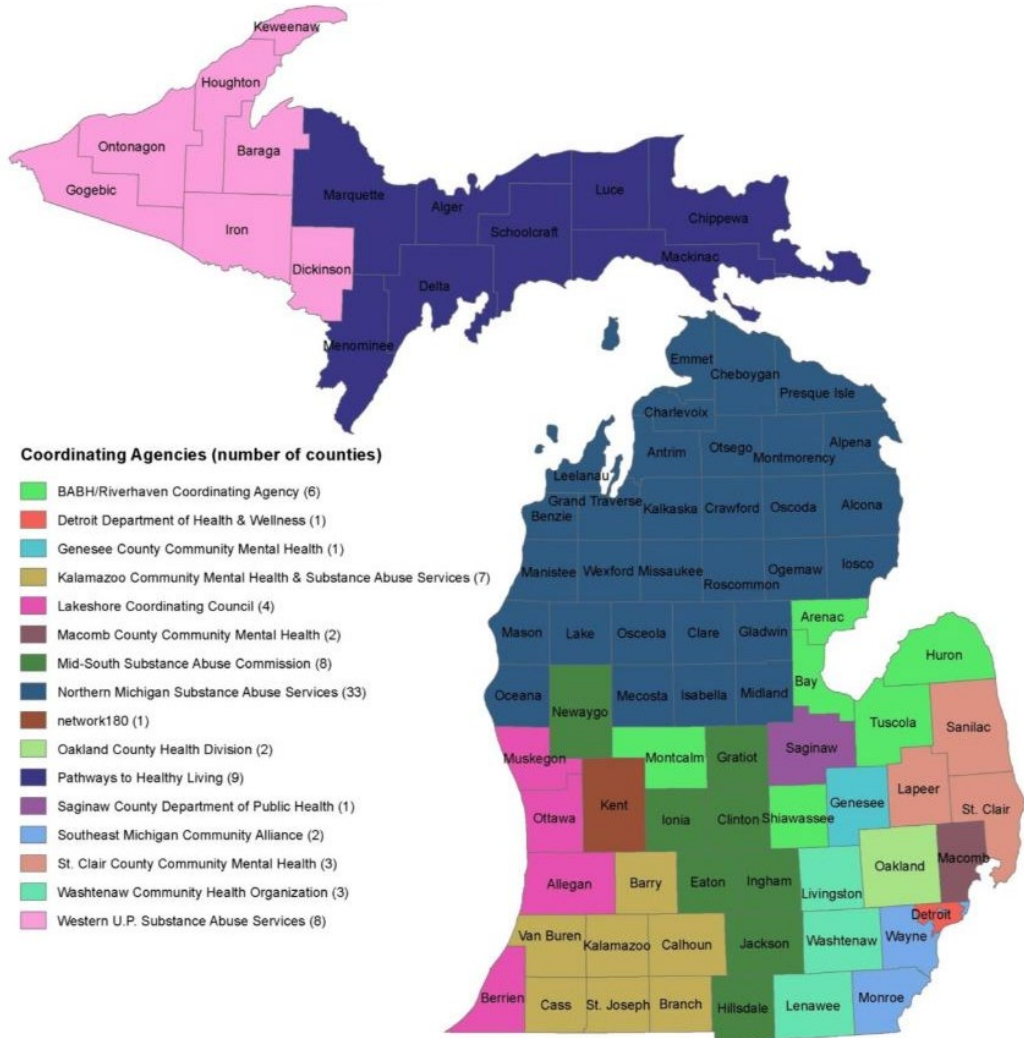 Keweenaw
Houghton
Ontonagon
Baraga
Gogebic
Iron
Dickinson
Marquette
Alger
Luce
Schoolcraft
Chippewa
Mackinac
Delta
Menominee
Emmet
Cheboygan
Presque Isle
Charlevoix
Antrim
Otsego
Montmorency
Alpena
Leelanau
Grand Traverse
Benzie
Kalkaska
Crawford
Oscoda
Alcona
Manistee
Wexford
Missaukee
Roscommon
Ogemaw
Iosco
Arenac
Mason
Lake
Osceola
Clare
Gladwin
Huron
Bay
Oceana
Newaygo
Mecosta
Isabella
Midland
Tuscola
Sanilac
Muskegon
Montcalm
Gratiot
Saginaw
Kent
Ottawa
Ionia
Clinton
Shiawassee
Genesee
Lapeer
St. Clair
Allegan
Barry
Eaton
Ingham
Livingston
Oakland
Macomb
Detroit
Van Buren
Kalamazoo
Calhoun
Jackson
Washtenaw
Wayne
Berrien
Cass
St. Joseph
Branch
Hillsdale
Lenawee
Monroe
Coordinating Agencies (number of counties)
BABH/Riverhaven Coordinating Agency (6)
Detroit Department of Health & Wellness (1)
Genesee County Community Mental Health (1)
Kalamazoo Community Mental Health & Substance Abuse Services (7)
Lakeshore Coordinating Council (4)
Macomb County Community Mental Health (2)
Mid-South Substance Abuse Commission (8)
Northern Michigan Substance Abuse Services (33)
network180 (1)
Oakland County Health Division (2)
Pathways to Healthy Living (9)
Saginaw County Department of Public Health (1)
Southeast Michigan Community Alliance (2)
St. Clair County Community Mental Health (3)
Washtenaw Community Health Organization (3)
Western U.P. Substance Abuse Services (8)